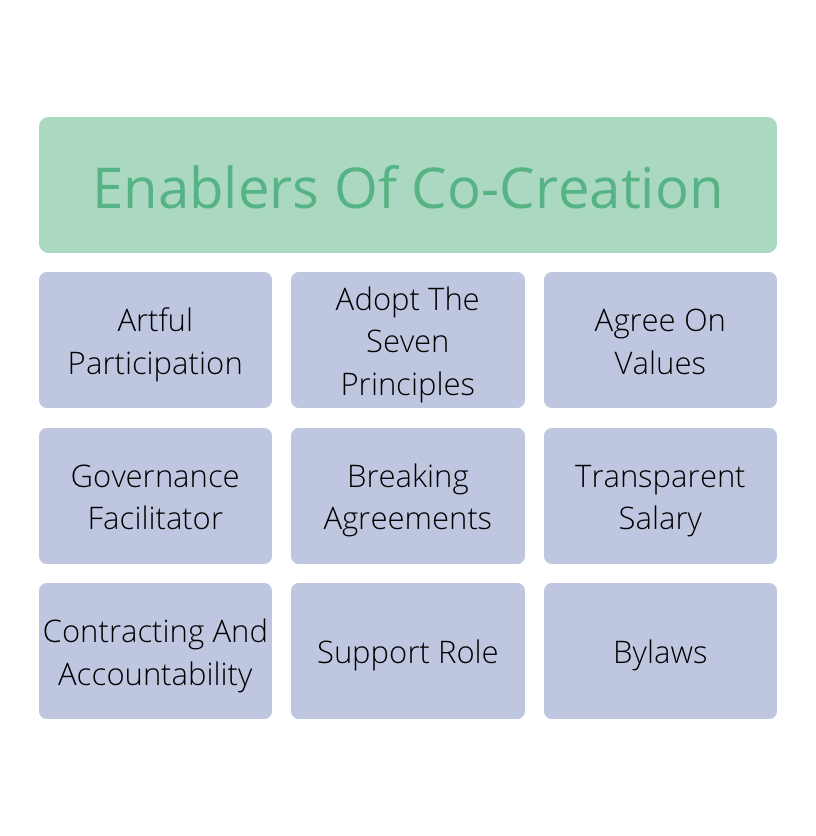 Enablers Of Co-Creation
Artful
Participation
Adopt The
Seven
Principles
Agree On
Values
Governance
Facilitator
Breaking
Agreements
Transparent
Salary
Contracting And
Accountability
Support Role
Bylaws